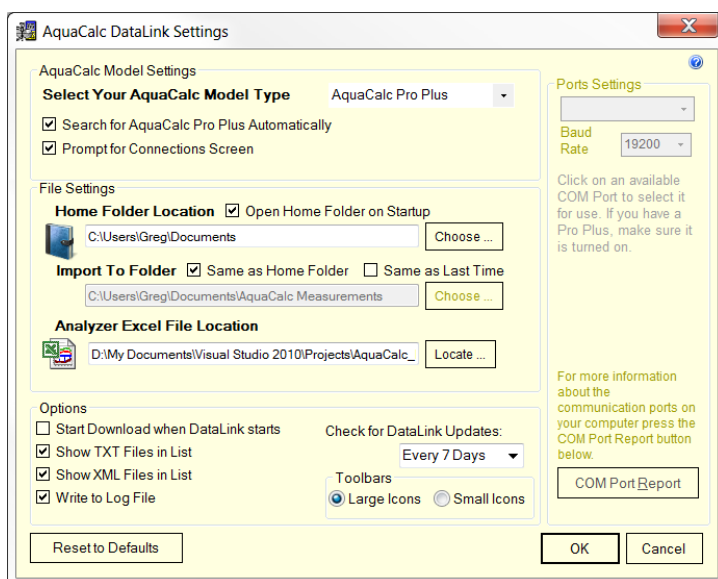 AquaCalc DataLink Settings
AquaCalc Model Settings
Select Your AquaCalc Model Type AquaCalc Pro Plus
Search for AquaCalc Pro Plus Automatically
Prompt for Connections Screen
File Settings
Home Folder Location Open Home Folder on Startup
C:\Users\Greg\Documents Choose ...
Import To Folder Same as Home Folder Same as Last Time
C:\Users\Greg\Documents\AquaCalc Measurements Choose ...
Analyzer Excel File Location
D:\My Documents\Visual Studio 2010\Projects\AquaCalc_ Locate ...
Options
Start Download when DataLink starts
Show TXT Files in List
Show XML Files in List
Write to Log File
Check for DataLink Updates:
Every 7 Days
Toolbars
Large Icons Small Icons
Ports Settings
Baud
Rate 19200
Click on an available
COM Port to select it
for use. If you have a
Pro Plus, make sure it
is turned on.
For more information
about the
communication ports on
your computer press the
COM Port Report button
below.
COM Port Report
Reset to Defaults
OK Cancel